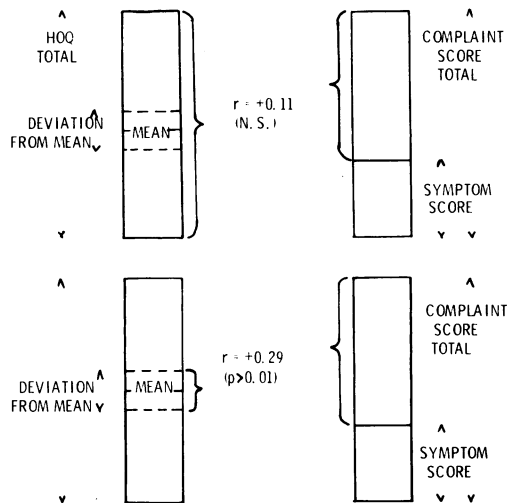 HOQ
TOTAL
DEVIATION
FROM MEAN
MEAN
r = +0.11
(N. S.)
COMPLAINT
SCORE
TOTAL
SYMPTOM
SCORE
DEVIATION
FROM MEAN
MEAN
r = +0.29
(p>0.01)
COMPLAINT
SCORE
TOTAL
SYMPTOM
SCORE